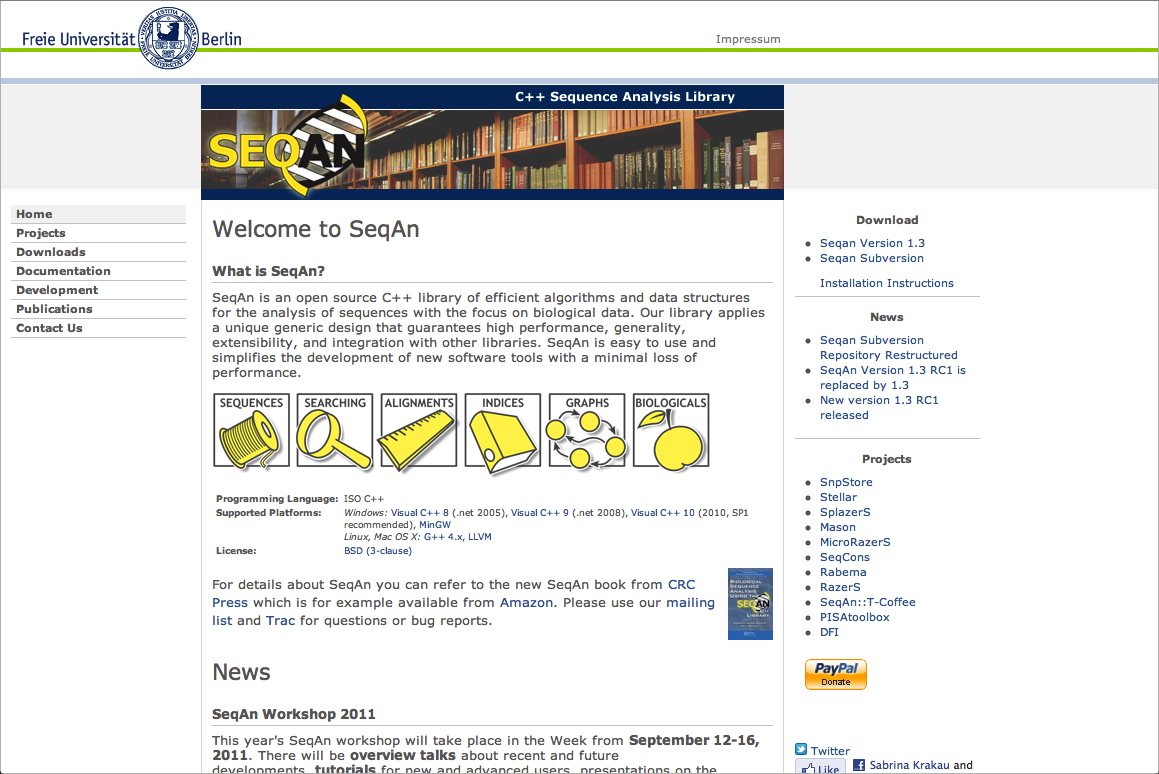 Freie Universität Berlin
Impressum
C++ Sequence Analysis Library
SEQAN
Home
Projects
Downloads
Documentation
Development
Publications
Contact Us
Welcome to SeqAn
What is SeqAn?
SeqAn is an open source C++ library of efficient algorithms and data structures
for the analysis of sequences with the focus on biological data. Our library applies
a unique generic design that guarantees high performance, generality,
extensibility, and integration with other libraries. SeqAn is easy to use and
simplifies the development of new software tools with a minimal loss of
performance.
SEQUENCES SEARCHING ALIGNMENTS INDICES GRAPHS BIOLOGICALS
Programming Language: ISO C++
Supported Platforms: Windows: Visual C++ 8 (.net 2005), Visual C++ 9 (.net 2008), Visual C++ 10 (2010, SP1
recommended), MinGW
Linux, Mac OS X: G++ 4.x, LLVM
License: BSD (3-clause)
For details about SeqAn you can refer to the new SeqAn book from CRC
Press which is for example available from Amazon. Please use our mailing
list and Trac for questions or bug reports.
BIOLOGICAL
SEQUENCE
ANALYSIS USING THE
SEQAN
LIBRARY
News
SeqAn Workshop 2011
This year's SeqAn workshop will take place in the Week from September 12-16,
2011. There will be overview talks about recent and future
developments, tutorials for new and advanced users, presentations on the
Download
Seqan Version 1.3
Seqan Subversion
Installation Instructions
News
Seqan Subversion
Repository Restructured
SeqAn Version 1.3 RC1 is
replaced by 1.3
New version 1.3 RC1
released
Projects
SnpStore
Stellar
SplazerS
Mason
MicroRazerS
SeqCons
Rabema
RazerS
SeqAn::T-Coffee
PISAtoolbox
DFI
PayPal
Donate
Twitter
Like Sabrina Krakau and